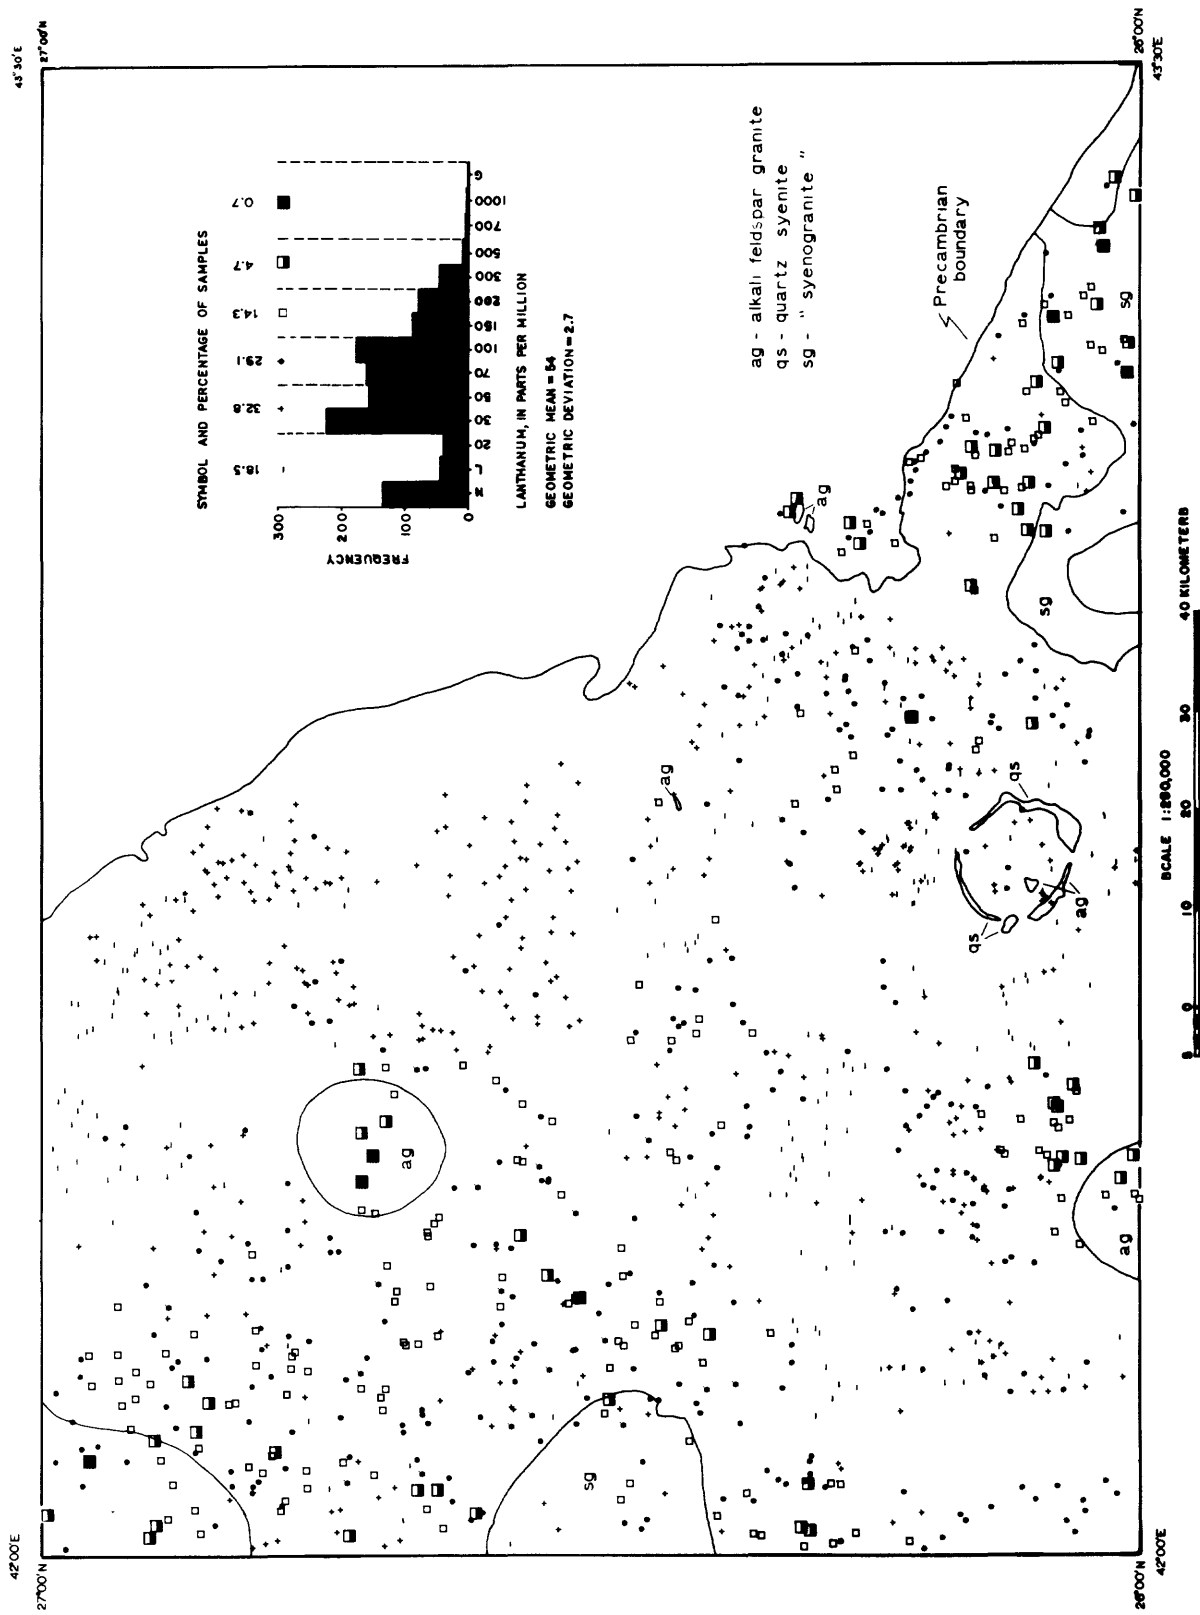 43°30'E
27°00'N
26°00'N
43°30'E
SYMBOL AND PERCENTAGE OF SAMPLES
18.5
32.8
29.1
14.3
4.7
0.7
FREQUENCY
300
200
100
0
N
L
20
30
50
70
100
150
200
300
500
700
1000
G
LANTHANUM, IN PARTS PER MILLION
GEOMETRIC MEAN = 54
GEOMETRIC DEVIATION = 2.7
ag - alkali feldspar granite
qs - quartz syenite
sg - " syenogranite "
Precambrian
boundary
sg
ag
sg
ag
qs
qs
ag
ag
ag
sg
42°00'E
27°00'N
26°00'N
42°00'E
SCALE 1:250,000
5
0
10
20
30
40 KILOMETERS